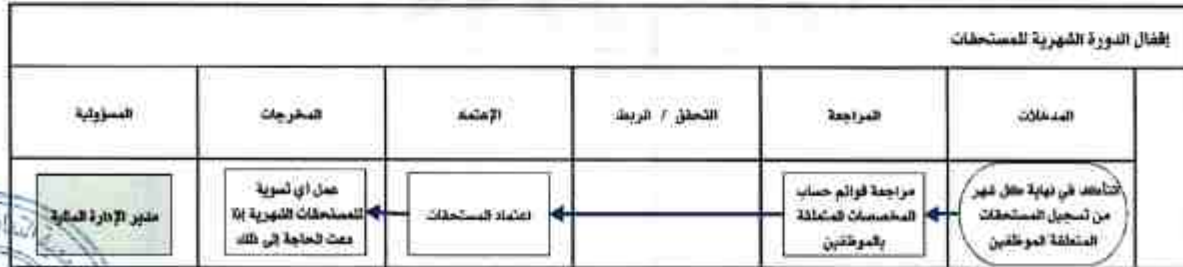 إقفال الدورة الشهرية للمستحقات
المدخلات
المراجعة
التحقق / الربط
الإعتماد
المخرجات
المسؤولية
التأكد في نهاية كل شهر
من تسجيل المستحقات
المتعلقة الموظفين
مراجعة قوائم حساب
المخصصات المتعلقة
بالموظفين
اعتماد المستحقات
عمل أي تسوية
للمستحقات الشهرية إذا
دعت الحاجة إلى ذلك
مدير الإدارة المالية